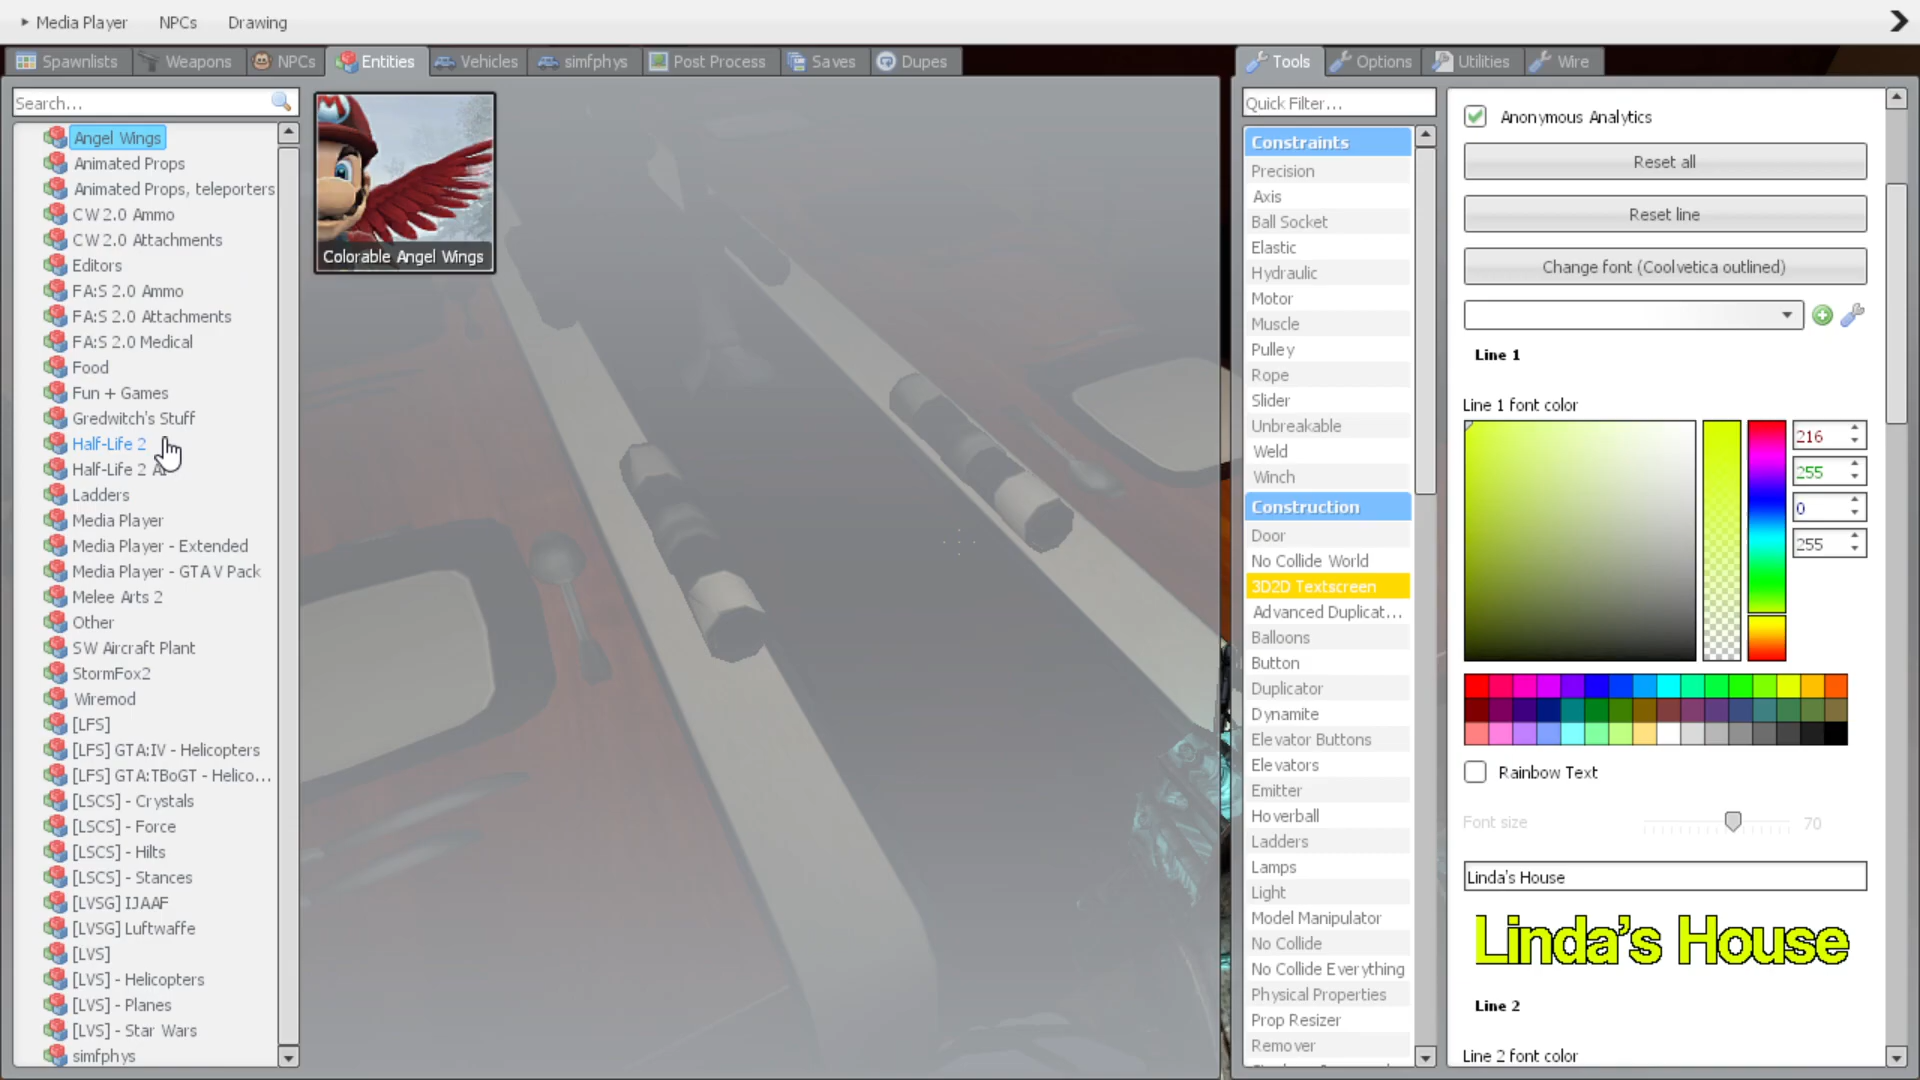 Media Player NPCs Drawing
Spawnlists Weapons NPCs Entities Vehicles simfphys Post Process Saves Dupes
Tools Options Utilities Wire
Search...
Angel Wings
Animated Props
Animated Props, teleporters
CW 2.0 Ammo
CW 2.0 Attachments
Editors
FA:S 2.0 Ammo
FA:S 2.0 Attachments
FA:S 2.0 Medical
Food
Fun + Games
Gredwitch's Stuff
Half-Life 2
Half-Life 2
Ladders
Media Player
Media Player - Extended
Media Player - GTA V Pack
Melee Arts 2
Other
SW Aircraft Plant
StormFox2
Wiremod
[LFS]
[LFS] GTA:IV - Helicopters
[LFS] GTA:TBoGT - Helico...
[LSCS] - Crystals
[LSCS] - Force
[LSCS] - Hilts
[LSCS] - Stances
[LVSG] IJAAF
[LVSG] Luftwaffe
[LVS]
[LVS] - Helicopters
[LVS] - Planes
[LVS] - Star Wars
simfphys
Colorable Angel Wings
Quick Filter...
Constraints
Precision
Axis
Ball Socket
Elastic
Hydraulic
Motor
Muscle
Pulley
Rope
Slider
Unbreakable
Weld
Winch
Construction
Door
No Collide World
3D2D Textscreen
Advanced Duplicat...
Balloons
Button
Duplicator
Dynamite
Elevator Buttons
Elevators
Emitter
Hoverball
Ladders
Lamps
Light
Model Manipulator
No Collide
No Collide Everything
Physical Properties
Prop Resizer
Remover
Anonymous Analytics
Reset all
Reset line
Change font (Coolvetica outlined)
Line 1
Line 1 font color
216
255
0
255
Rainbow Text
Font size 70
Linda's House
Linda's House
Line 2
Line 2 font color